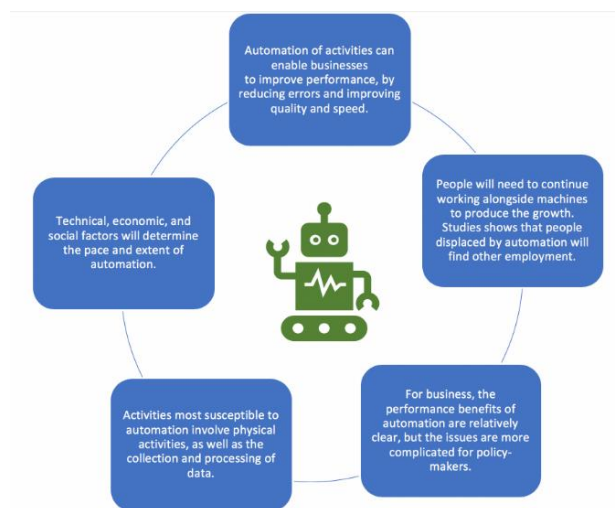 Automation of activities can
enable businesses
to improve performance, by
reducing errors and improving
quality and speed.
People will need to continue
working alongside machines
to produce the growth.
Studies shows that people
displaced by automation will
find other employment.
For business, the
performance benefits of
automation are relatively
clear, but the issues are more
complicated for policy-
makers.
Activities most susceptible to
automation involve physical
activities, as well as the
collection and processing of
data.
Technical, economic, and
social factors will determine
the pace and extent of
automation.